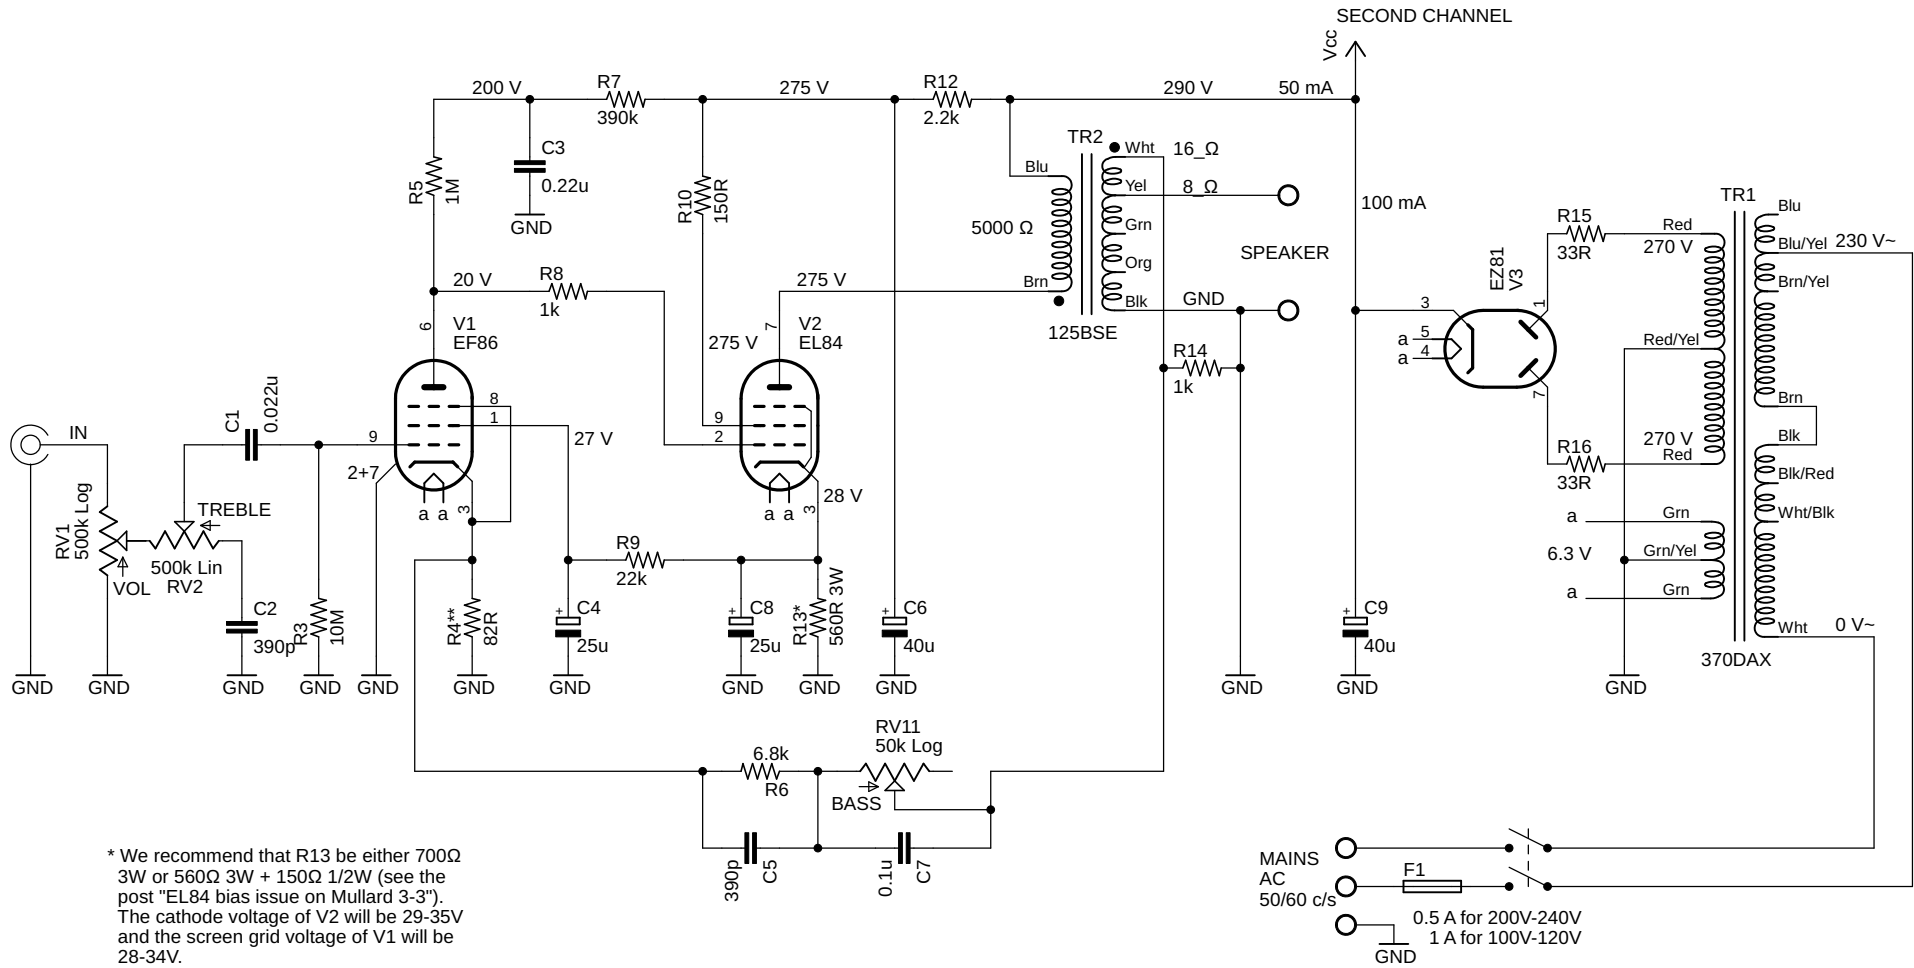 SECOND CHANNEL
Vcc
200 V
R7
390k
275 V
R12
2.2k
290 V
50 mA
C3
0.22u
GND
R5
1M
R10
150R
TR2
Blu
5000 Ω
Brn
125BSE
Wht
16_Ω
Yel
8_Ω
Grn
Org
Blk
GND
SPEAKER
100 mA
R14
1k
GND
20 V
R8
1k
275 V
6
V1
EF86
8
1
9
2+7
a a
3
27 V
275 V
7
V2
EL84
9
2
28 V
a a
3
IN
C1
0.022u
RV1
500k Log
VOL
TREBLE
500k Lin
RV2
C2
390p
R3
10M
R4**
82R
R9
22k
C4
25u
C8
25u
R13*
560R 3W
C6
40u
C9
40u
GND
GND
GND
GND
GND
GND
GND
GND
GND
GND
GND
EZ81
V3
3
5
4
a
a
1
7
R15
33R
R16
33R
TR1
Red
270 V
Red/Yel
270 V
Red
a
Grn
6.3 V
Grn/Yel
a
Grn
GND
370DAX
Blu
Blu/Yel
230 V~
Brn/Yel
Brn
Blk
Blk/Red
Wht/Blk
Wht
0 V~
6.8k
R6
RV11
50k Log
BASS
390p
C5
0.1u
C7
* We recommend that R13 be either 700Ω
3W or 560Ω 3W + 150Ω 1/2W (see the
post "EL84 bias issue on Mullard 3-3").
The cathode voltage of V2 will be 29-35V
and the screen grid voltage of V1 will be
28-34V.
MAINS
AC
50/60 c/s
F1
0.5 A for 200V-240V
1 A for 100V-120V
GND